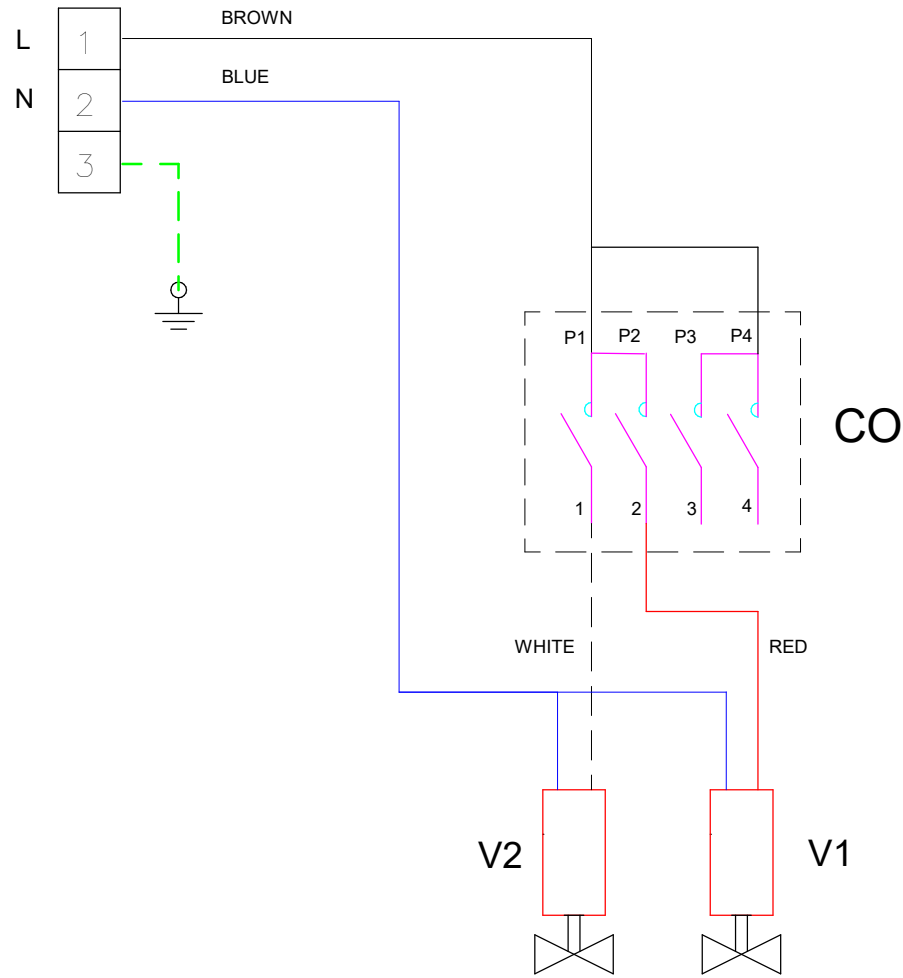 BROWN
L 1
BLUE
N 2
3
P1 P2 P3 P4
CO
1 2 3 4
WHITE RED
V2 V1